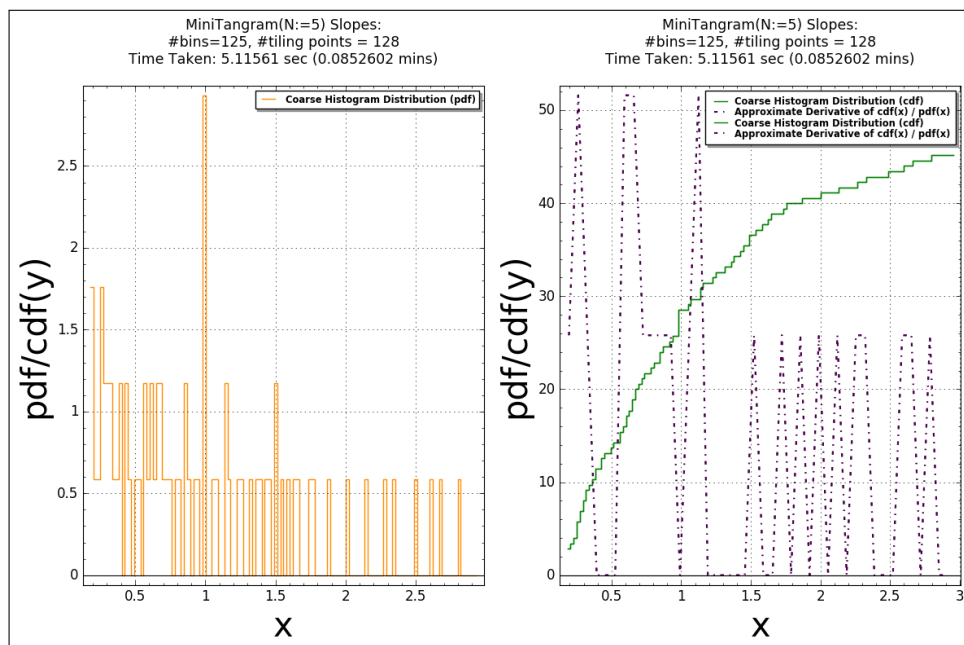 MiniTangram(N:=5) Slopes:
#bins=125, #tiling points = 128
Time Taken: 5.11561 sec (0.0852602 mins)
Coarse Histogram Distribution (pdf)
pdf/cdf(y)
2.5
2
1.5
1
0.5
0
0.5
1
1.5
2
2.5
x
MiniTangram(N:=5) Slopes:
#bins=125, #tiling points = 128
Time Taken: 5.11561 sec (0.0852602 mins)
Coarse Histogram Distribution (cdf)
Approximate Derivative of cdf(x) / pdf(x)
Coarse Histogram Distribution (cdf)
Approximate Derivative of cdf(x) / pdf(x)
pdf/cdf(y)
50
40
30
20
10
0
0.5
1
1.5
2
2.5
3
x